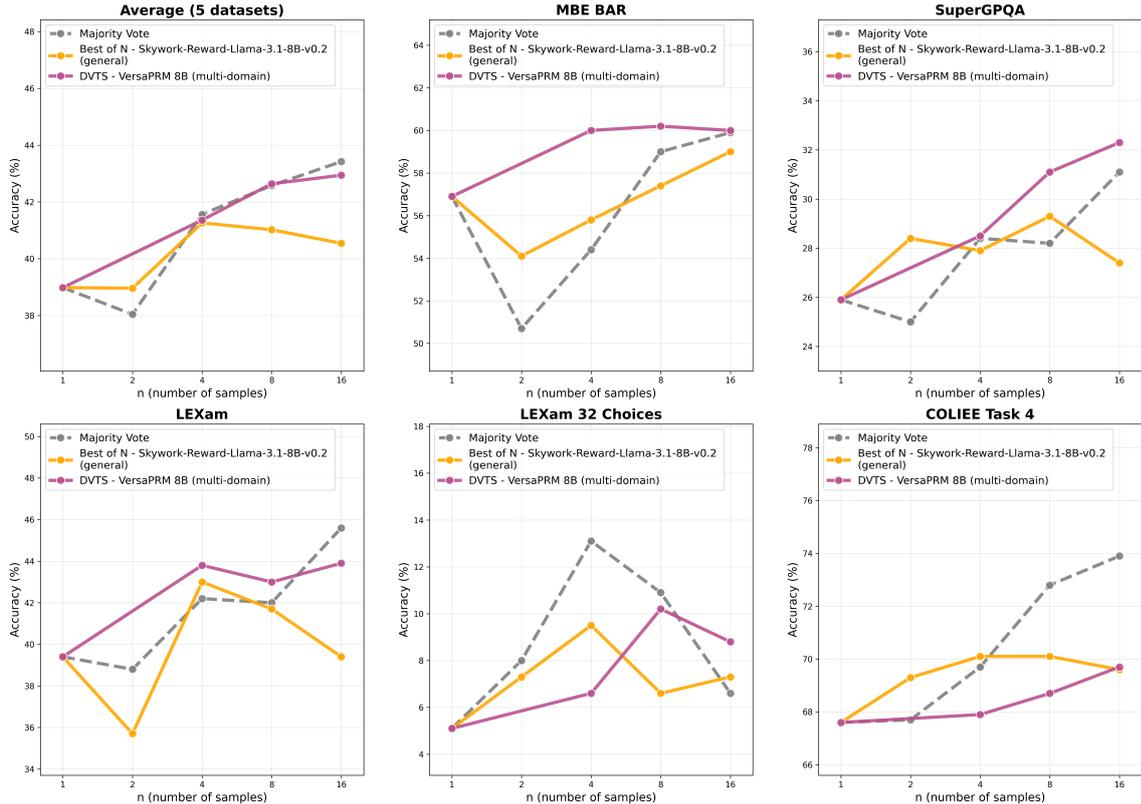 Average (5 datasets)
Majority Vote
Best of N - Skywork-Reward-Llama-3.1-8B-v0.2
(general)
DVTS - VersaPRM 8B (multi-domain)
48
46
44
42
40
38
Accuracy (%)
1 2 4 8 16
n (number of samples)
MBE BAR
Majority Vote
Best of N - Skywork-Reward-Llama-3.1-8B-v0.2
(general)
DVTS - VersaPRM 8B (multi-domain)
64
62
60
58
56
54
52
50
Accuracy (%)
1 2 4 8 16
n (number of samples)
SuperGPQA
Majority Vote
Best of N - Skywork-Reward-Llama-3.1-8B-v0.2
(general)
DVTS - VersaPRM 8B (multi-domain)
36
34
32
30
28
26
24
Accuracy (%)
1 2 4 8 16
n (number of samples)
LEXam
Majority Vote
Best of N - Skywork-Reward-Llama-3.1-8B-v0.2
(general)
DVTS - VersaPRM 8B (multi-domain)
50
48
46
44
42
40
38
36
34
Accuracy (%)
1 2 4 8 16
n (number of samples)
LEXam 32 Choices
Majority Vote
Best of N - Skywork-Reward-Llama-3.1-8B-v0.2
(general)
DVTS - VersaPRM 8B (multi-domain)
18
16
14
12
10
8
6
4
Accuracy (%)
1 2 4 8 16
n (number of samples)
COLIEE Task 4
Majority Vote
Best of N - Skywork-Reward-Llama-3.1-8B-v0.2
(general)
DVTS - VersaPRM 8B (multi-domain)
78
76
74
72
70
68
66
Accuracy (%)
1 2 4 8 16
n (number of samples)